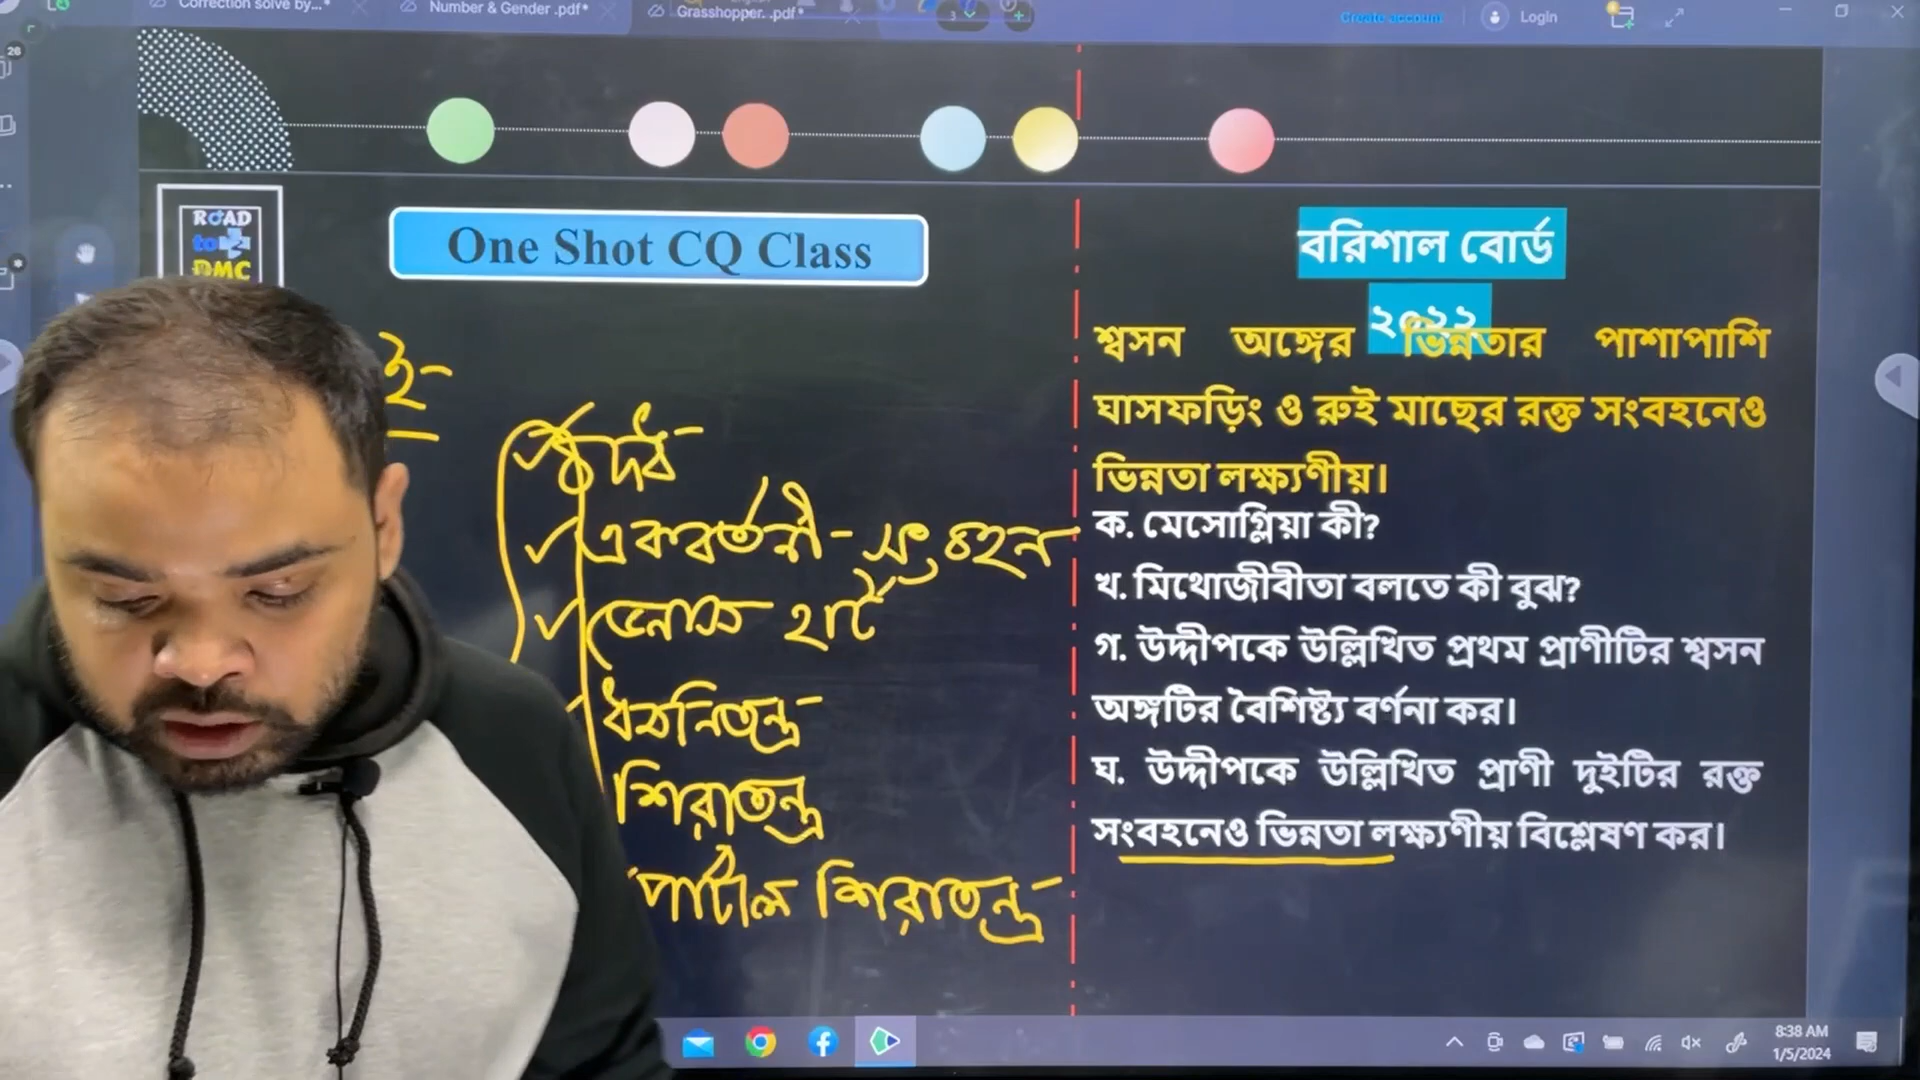 Correction solve by...*
Number & Gender .pdf*
Grasshopper. .pdf*
3
Create account
Login
26
ROAD
to
DMC
One Shot CQ Class
বরিশাল বোর্ড
২০২২
শ্বসন অঙ্গের ভিন্নতার পাশাপাশি
ঘাসফড়িং ও রুই মাছের রক্ত সংবহনেও
ভিন্নতা লক্ষ্যণীয়।
ক. মেসোগ্লিয়া কী?
খ. মিথোজীবীতা বলতে কী বুঝ?
গ. উদ্দীপকে উল্লিখিত প্রথম প্রাণীটির শ্বসন
অঙ্গটির বৈশিষ্ট্য বর্ণনা কর।
ঘ. উদ্দীপকে উল্লিখিত প্রাণী দুইটির রক্ত
সংবহনেও ভিন্নতা লক্ষ্যণীয় বিশ্লেষণ কর।
একবর্তনী - সংবহন
ভেনাস হার্ট
ধমনিতন্ত্র
শিরাতন্ত্র
পোর্টাল শিরাতন্ত্র
8:38 AM
1/5/2024